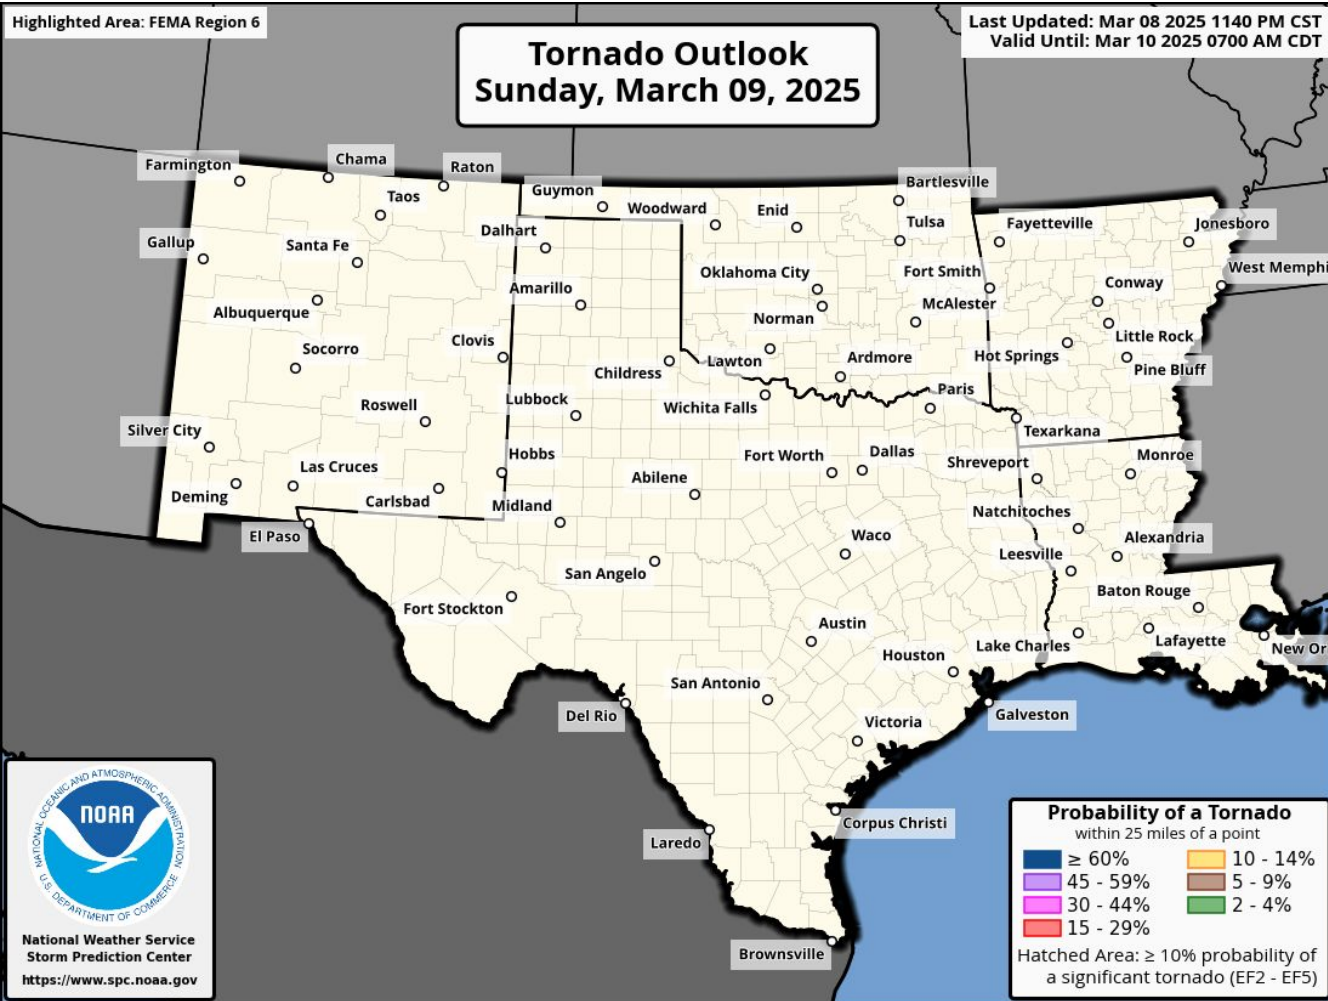 Highlighted Area: FEMA Region 6
Last Updated: Mar 08 2025 1140 PM CST
Valid Until: Mar 10 2025 0700 AM CDT
Tornado Outlook
Sunday, March 09, 2025
Farmington
Chama
Raton
Taos
Guymon
Woodward
Enid
Bartlesville
Tulsa
Fayetteville
Jonesboro
Gallup
Santa Fe
Dalhart
Oklahoma City
Fort Smith
West Memphi
Amarillo
Conway
Albuquerque
Norman
McAlester
Socorro
Clovis
Childress
Lawton
Ardmore
Hot Springs
Little Rock
Pine Bluff
Roswell
Lubbock
Wichita Falls
Paris
Silver City
Texarkana
Las Cruces
Hobbs
Abilene
Fort Worth
Dallas
Shreveport
Monroe
Deming
Carlsbad
Midland
Natchitoches
El Paso
Waco
Leesville
Alexandria
San Angelo
Fort Stockton
Baton Rouge
Austin
Lake Charles
Lafayette
New Or
Houston
San Antonio
Del Rio
Galveston
Victoria
Corpus Christi
Laredo
Brownsville
NATIONAL OCEANIC AND ATMOSPHERIC ADMINISTRATION
NOAA
U.S. DEPARTMENT OF COMMERCE
National Weather Service
Storm Prediction Center
https://www.spc.noaa.gov
Probability of a Tornado
within 25 miles of a point
≥ 60%
45 - 59%
30 - 44%
15 - 29%
10 - 14%
5 - 9%
2 - 4%
Hatched Area: ≥ 10% probability of
a significant tornado (EF2 - EF5)